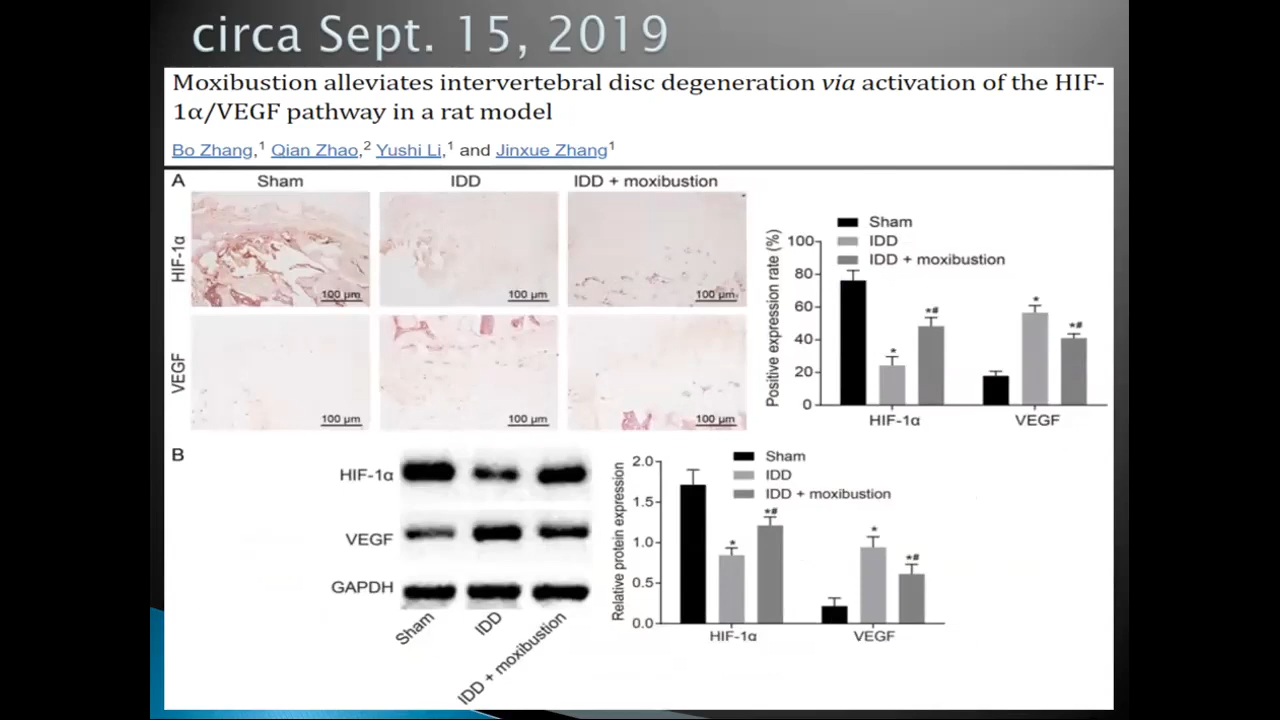 circa Sept. 15, 2019
Moxibustion alleviates intervertebral disc degeneration via activation of the HIF-
1α/VEGF pathway in a rat model
Bo Zhang,1 Qian Zhao,2 Yushi Li,1 and Jinxue Zhang1
A
Sham
IDD
IDD + moxibustion
HIF-1α
100 μm
100 μm
100 μm
VEGF
100 μm
100 μm
100 μm
Sham
IDD
IDD + moxibustion
Positive expression rate (%)
100
80
60
40
20
0
*
*#
*
*#
HIF-1α
VEGF
B
HIF-1α
VEGF
GAPDH
Sham
IDD
IDD + moxibustion
Sham
IDD
IDD + moxibustion
Relative protein expression
2.0
1.5
1.0
0.5
0.0
*
*#
*
*#
HIF-1α
VEGF